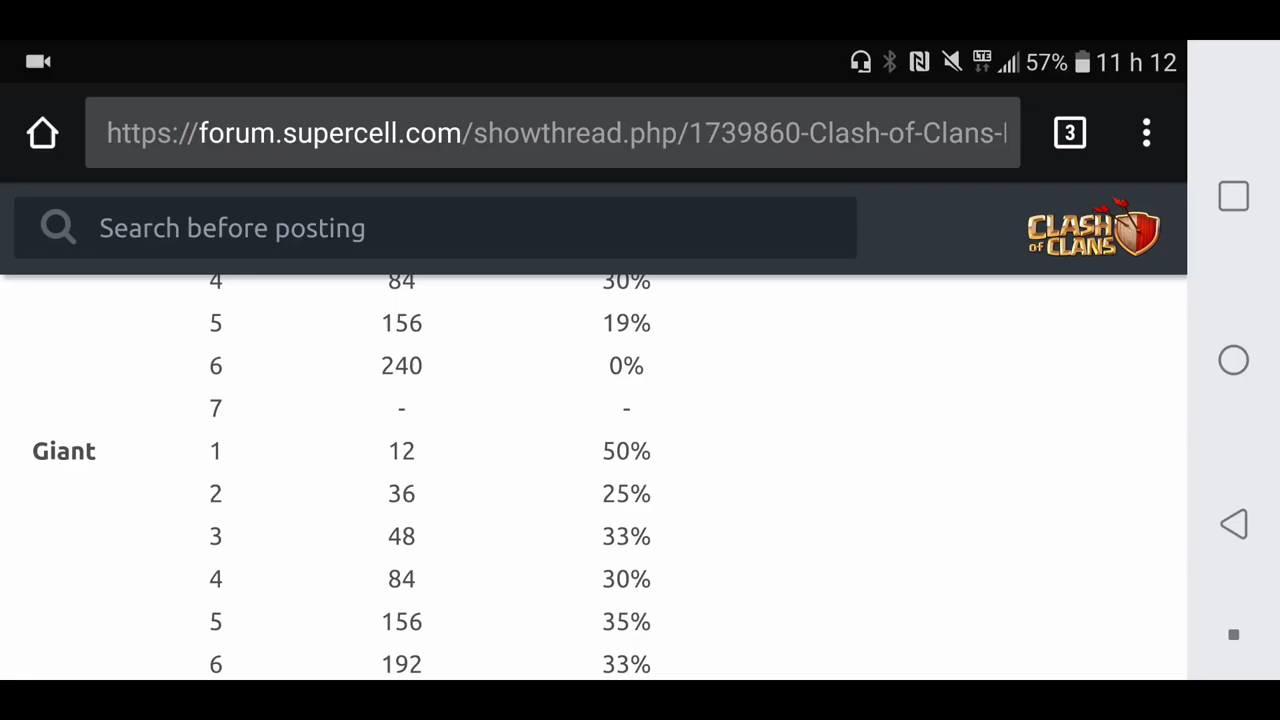 LTE 57% 11 h 12
https://forum.supercell.com/showthread.php/1739860-Clash-of-Clans-
3
Search before posting
CLASH of CLANS
4 84 30%
5 156 19%
6 240 0%
7 - -
Giant 1 12 50%
2 36 25%
3 48 33%
4 84 30%
5 156 35%
6 192 33%